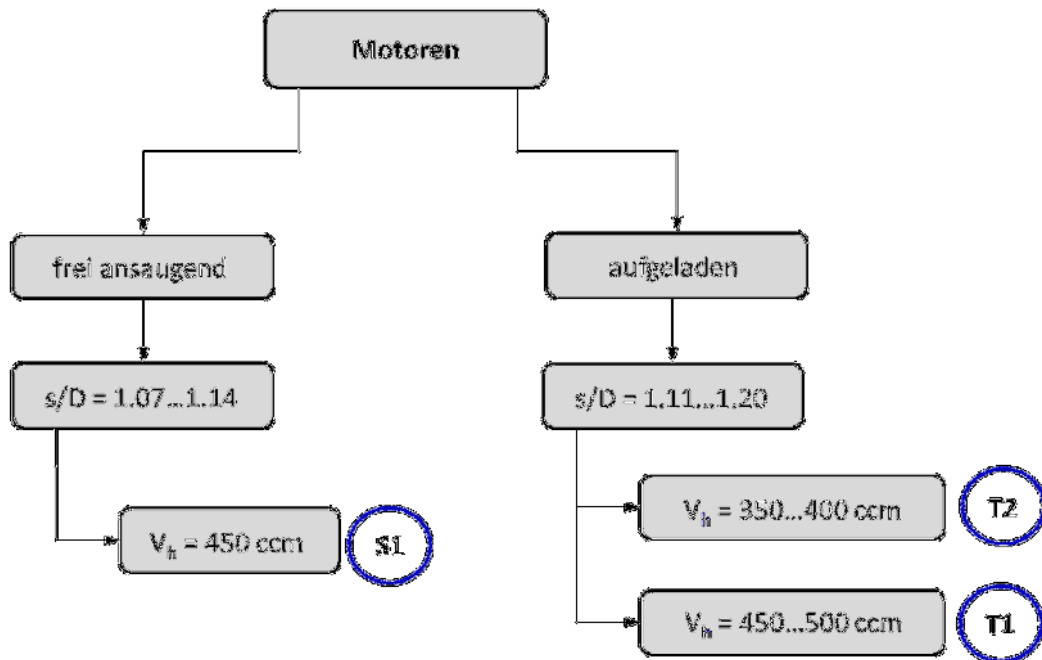 Motoren
frei ansaugend
aufgeladen
s/D = 1.07...1.14
s/D = 1.11...1.20
Vₕ = 350...400 ccm
T2
Vₕ = 450 ccm
S1
Vₕ = 450...500 ccm
T1